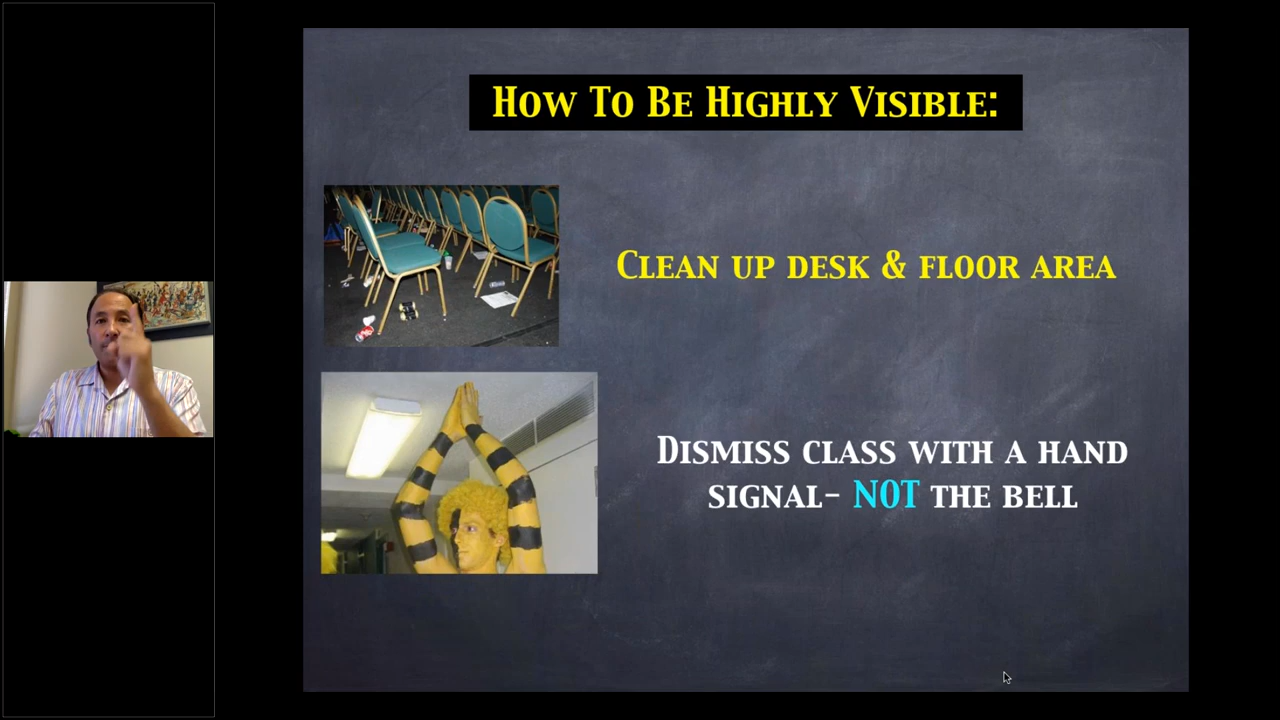 How To Be Highly Visible:
Clean up desk & floor area
Dismiss class with a hand
signal- NOT the bell